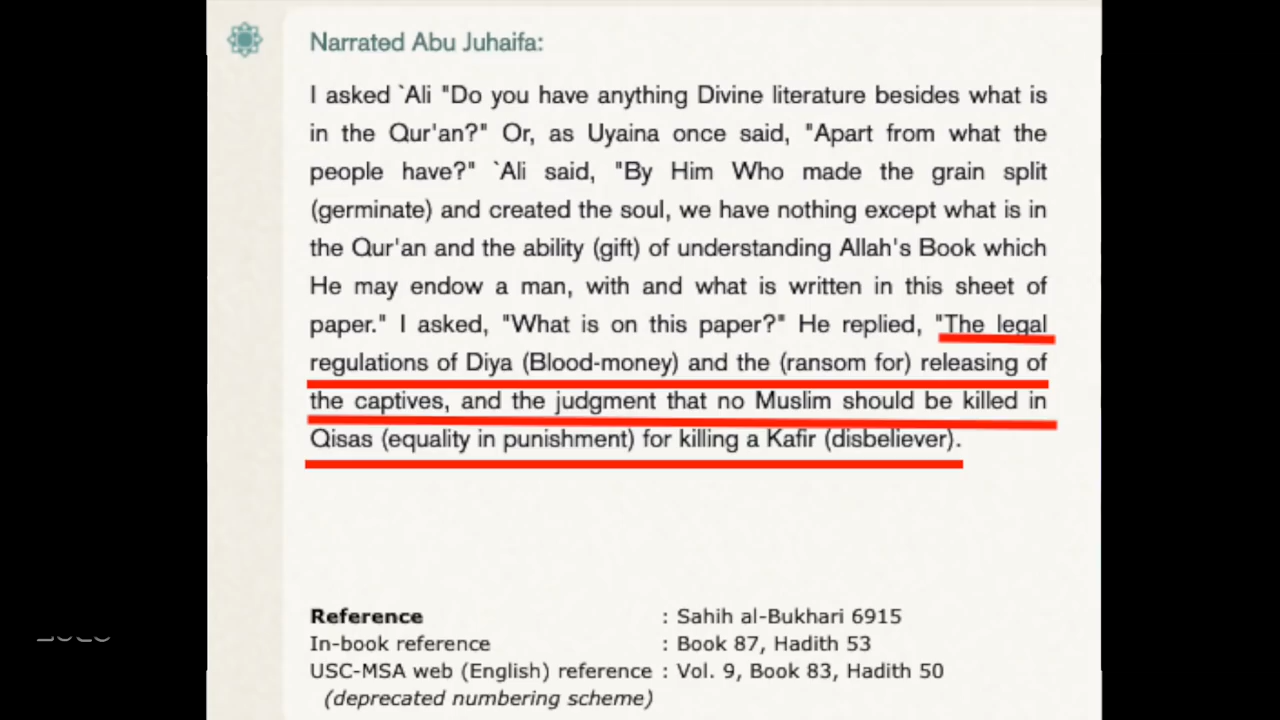 Narrated Abu Juhaifa:
I asked `Ali "Do you have anything Divine literature besides what is
in the Qur'an?" Or, as Uyaina once said, "Apart from what the
people have?" `Ali said, "By Him Who made the grain split
(germinate) and created the soul, we have nothing except what is in
the Qur'an and the ability (gift) of understanding Allah's Book which
He may endow a man, with and what is written in this sheet of
paper." I asked, "What is on this paper?" He replied, "The legal
regulations of Diya (Blood-money) and the (ransom for) releasing of
the captives, and the judgment that no Muslim should be killed in
Qisas (equality in punishment) for killing a Kafir (disbeliever).
Reference : Sahih al-Bukhari 6915
In-book reference : Book 87, Hadith 53
USC-MSA web (English) reference : Vol. 9, Book 83, Hadith 50
(deprecated numbering scheme)